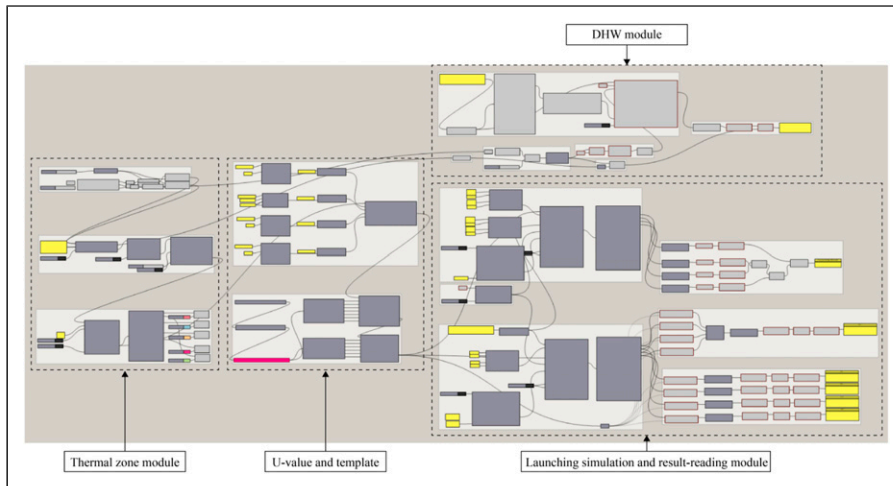 DHW module
Thermal zone module
U-value and template
Launching simulation and result-reading module